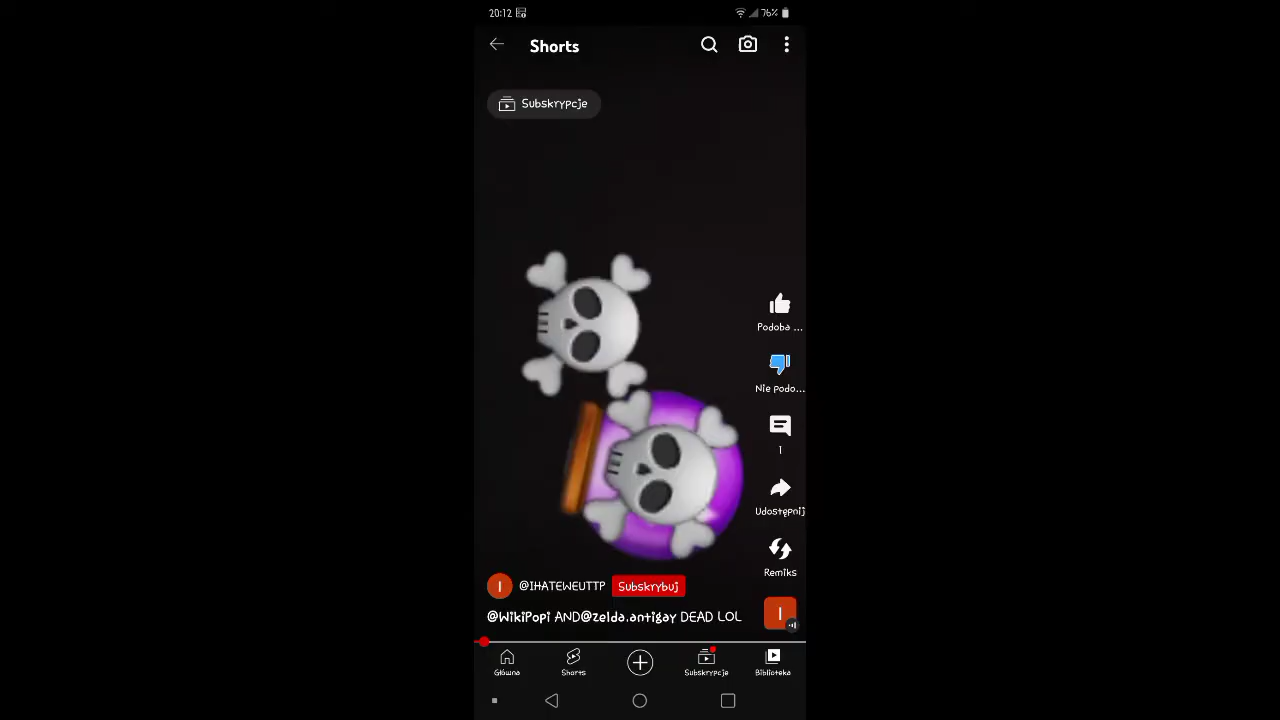 20:12
76%
Shorts
Subskrypcje
Podoba ...
Nie podo...
1
Udostępnij
Remiks
I @IHATEWEUTTP Subskrybuj
@WikiPopi AND@zelda.antigay DEAD LOL
I
Główna Shorts Subskrypcje Biblioteka